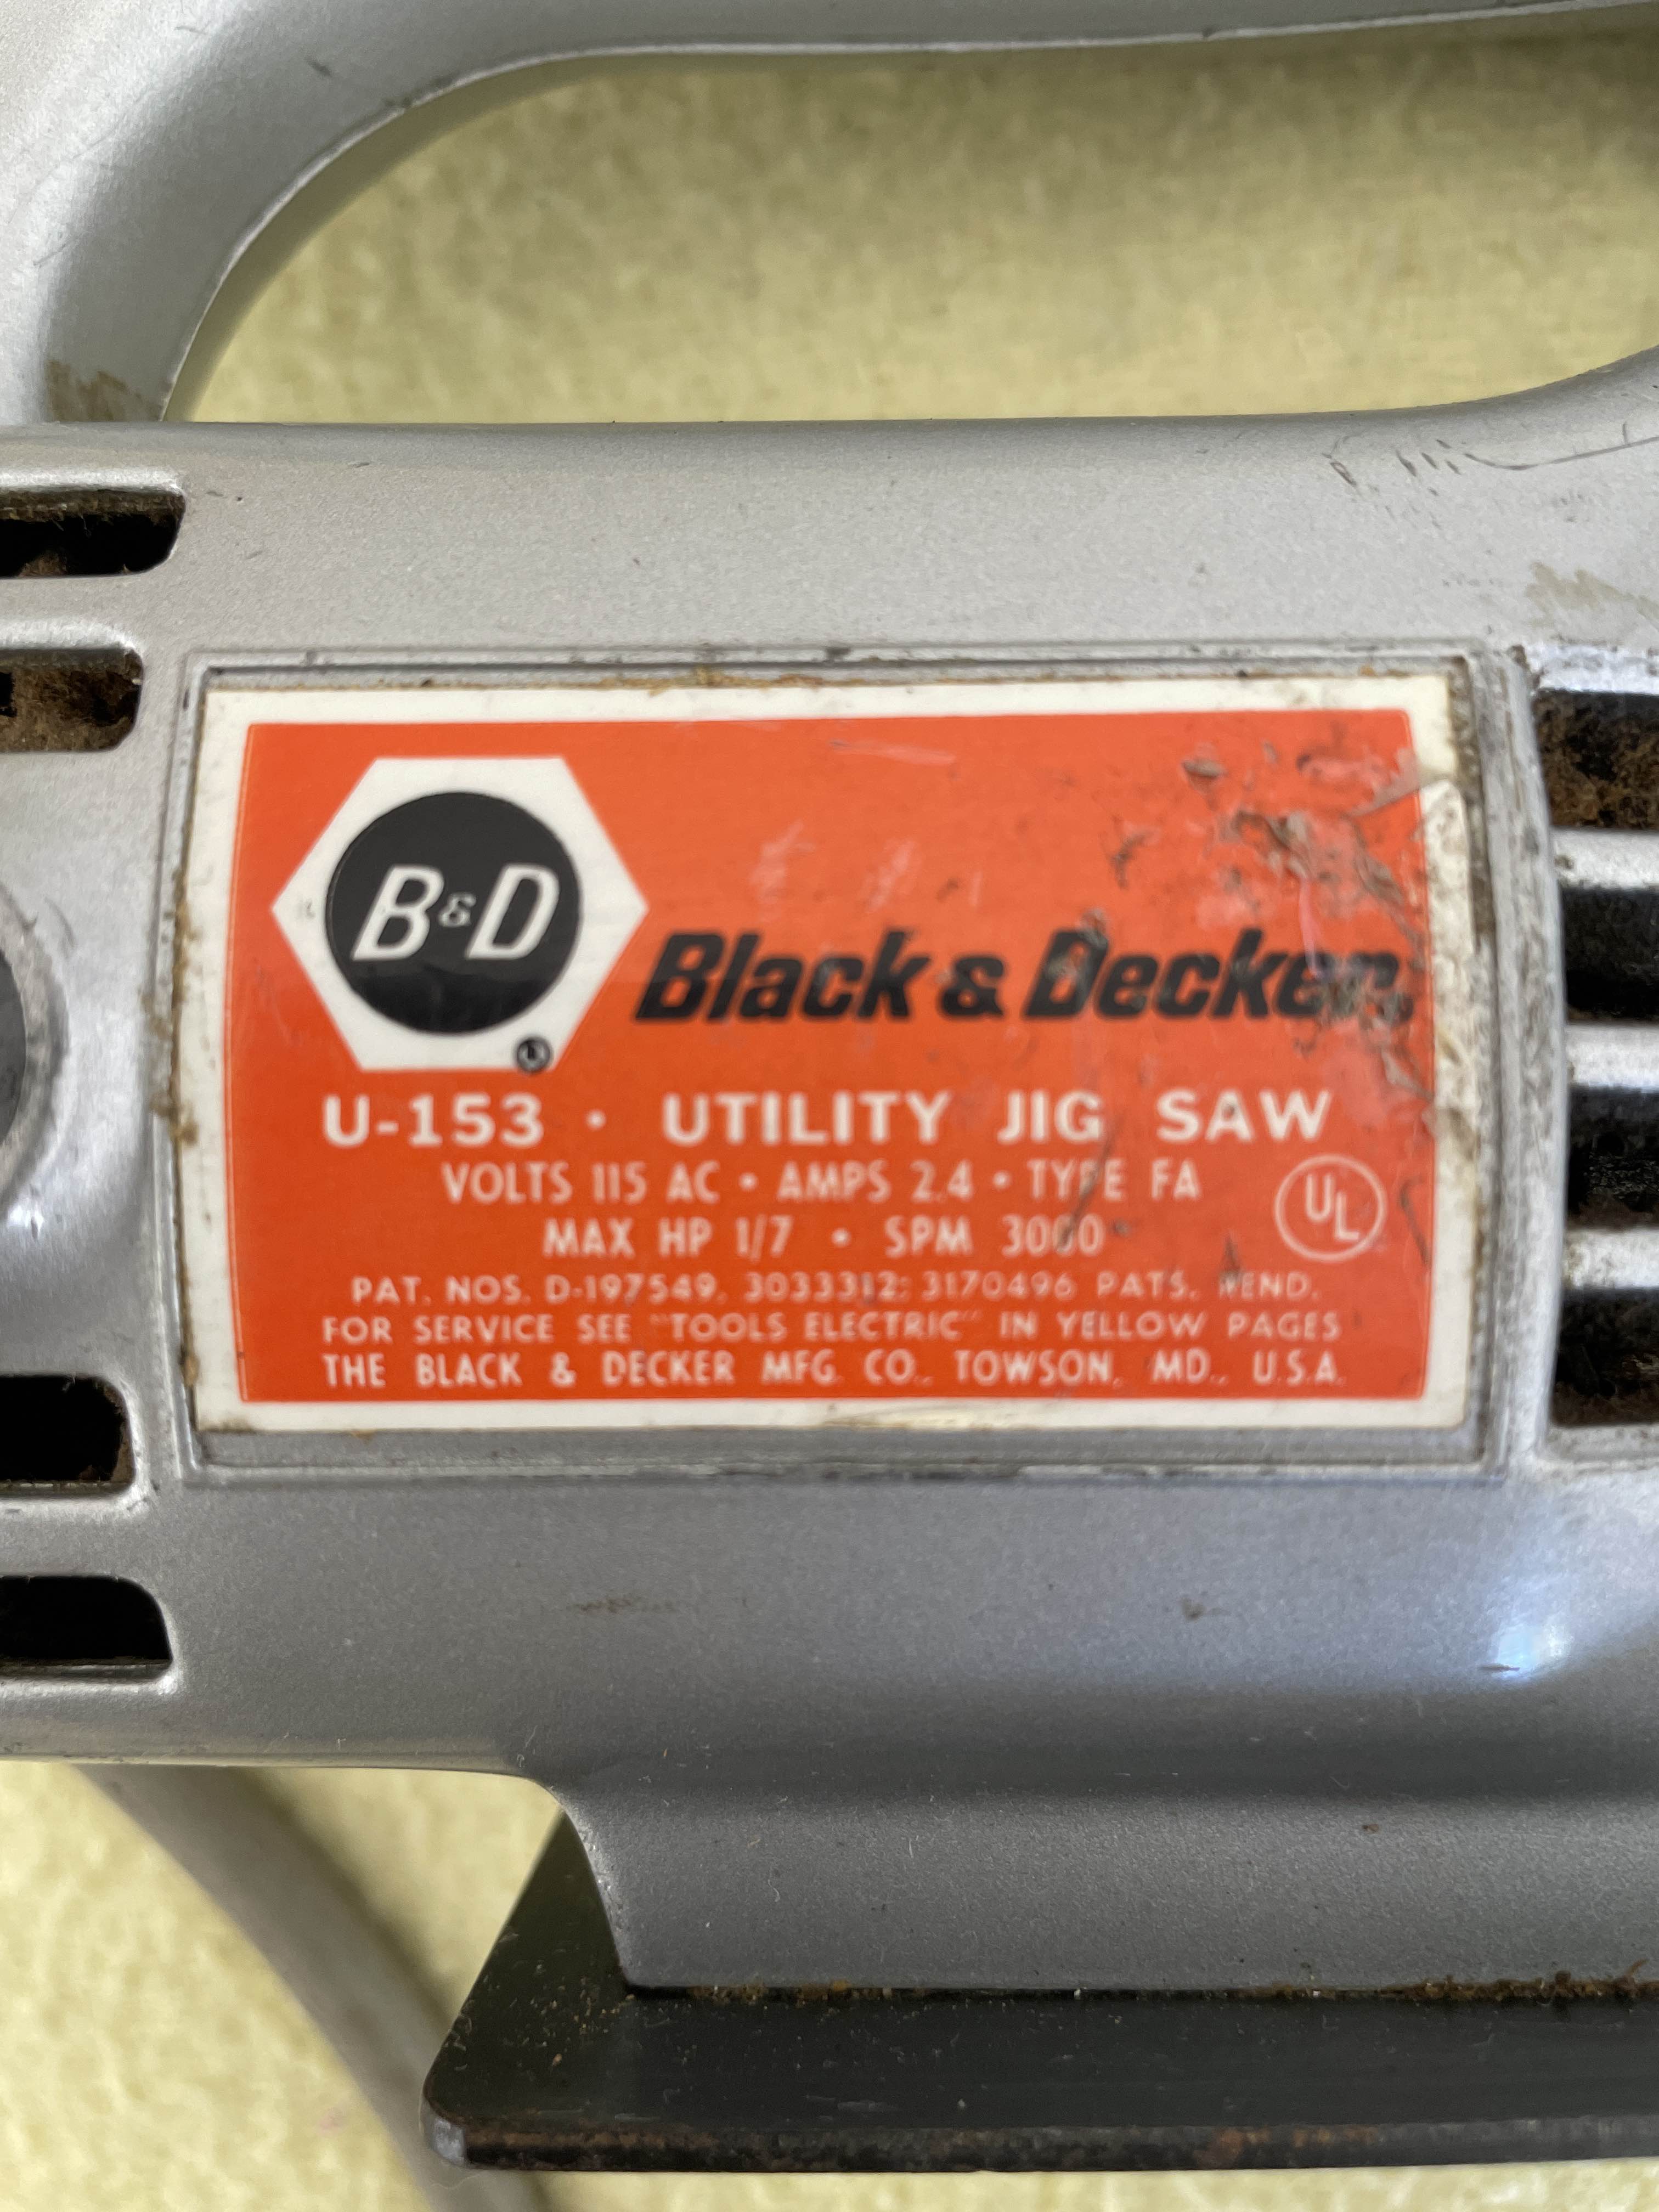 B&D
Black & Decker®
U-153 • UTILITY JIG SAW
VOLTS 115 AC • AMPS 2.4 • TYPE FA
MAX HP 1/7 • SPM 3000
UL
PAT. NOS. D-197549, 3033312; 3170496 PATS. PEND.
FOR SERVICE SEE "TOOLS ELECTRIC" IN YELLOW PAGES
THE BLACK & DECKER MFG. CO., TOWSON, MD., U.S.A.